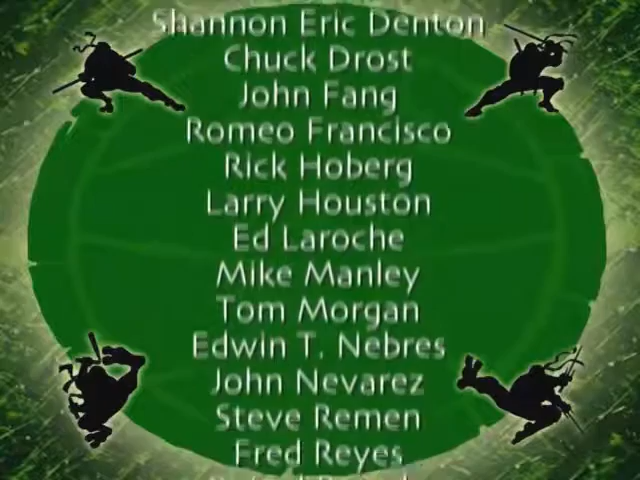 Shannon Eric Denton
Chuck Drost
John Fang
Romeo Francisco
Rick Hoberg
Larry Houston
Ed Laroche
Mike Manley
Tom Morgan
Edwin T. Nebres
John Nevarez
Steve Remen
Fred Reyes